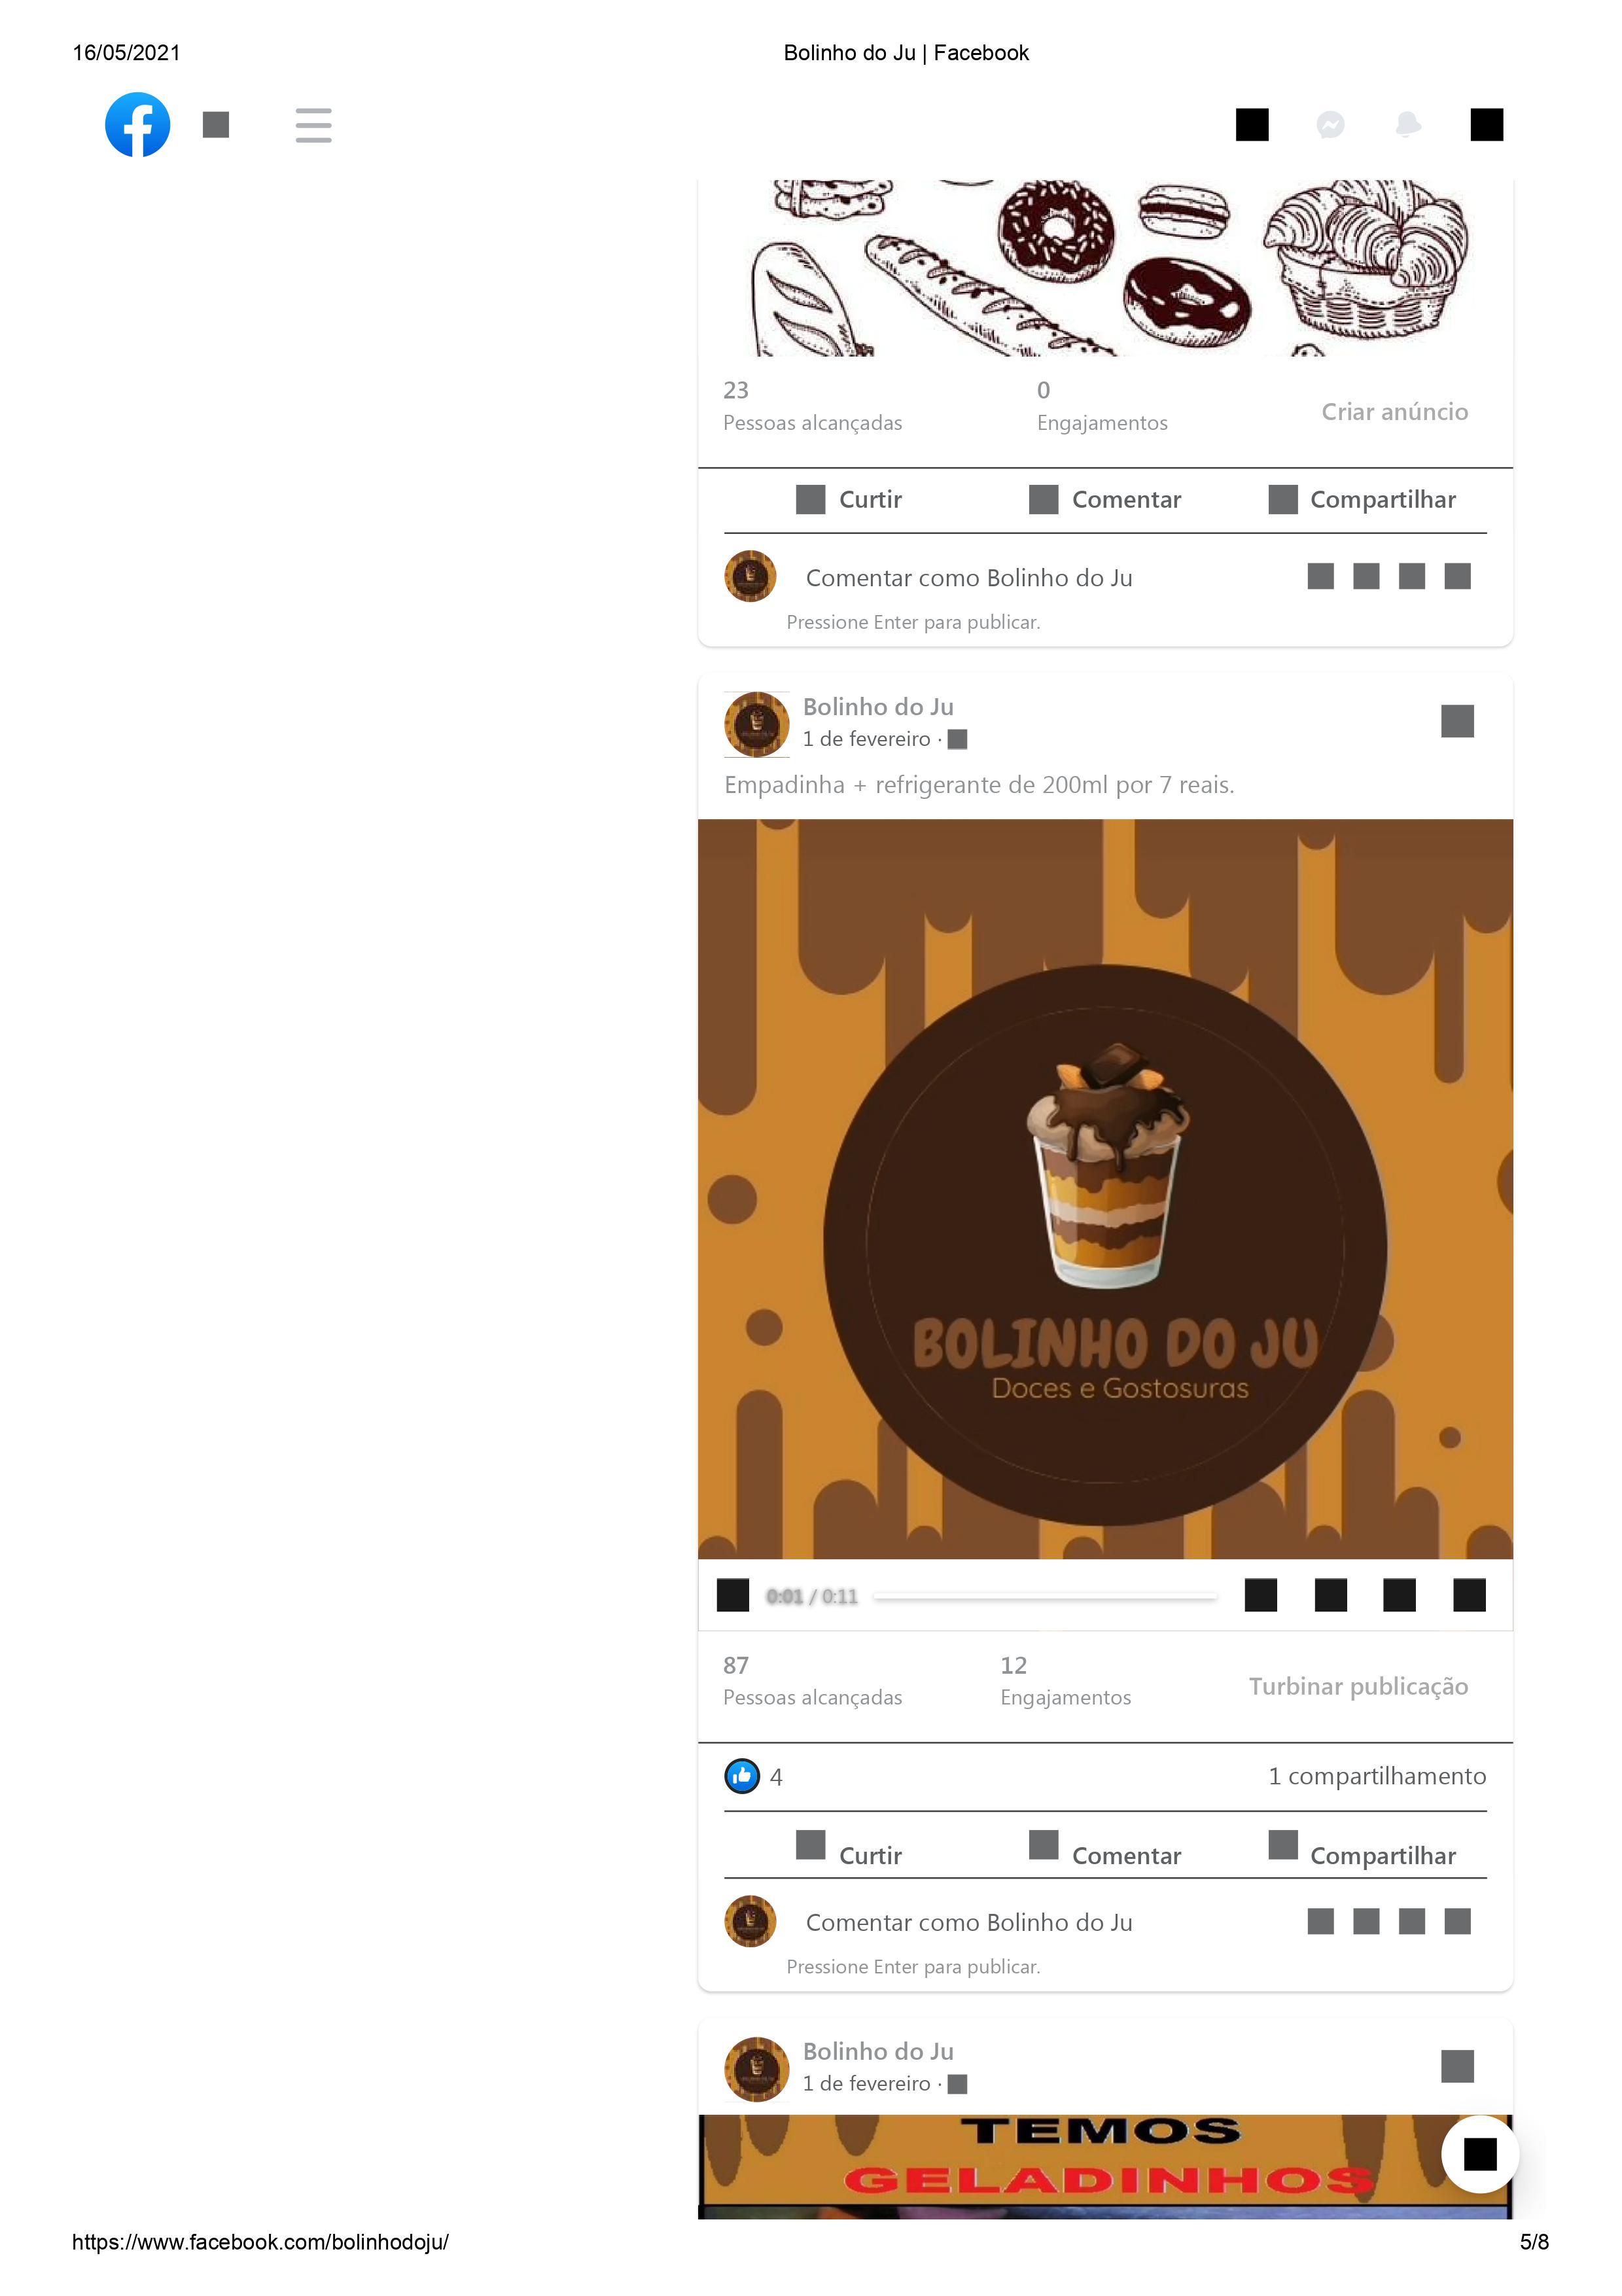 16/05/2021
Bolinho do Ju | Facebook
23
Pessoas alcançadas
0
Engajamentos
Criar anúncio
Curtir
Comentar
Compartilhar
Comentar como Bolinho do Ju
Pressione Enter para publicar.
Bolinho do Ju
1 de fevereiro ·
Empadinha + refrigerante de 200ml por 7 reais.
BOLINHO DO JU
Doces e Gostosuras
0:01 / 0:11
87
Pessoas alcançadas
12
Engajamentos
Turbinar publicação
4
1 compartilhamento
Curtir
Comentar
Compartilhar
Comentar como Bolinho do Ju
Pressione Enter para publicar.
Bolinho do Ju
1 de fevereiro ·
TEMOS
GELADINHOS
https://www.facebook.com/bolinhodoju/
5/8